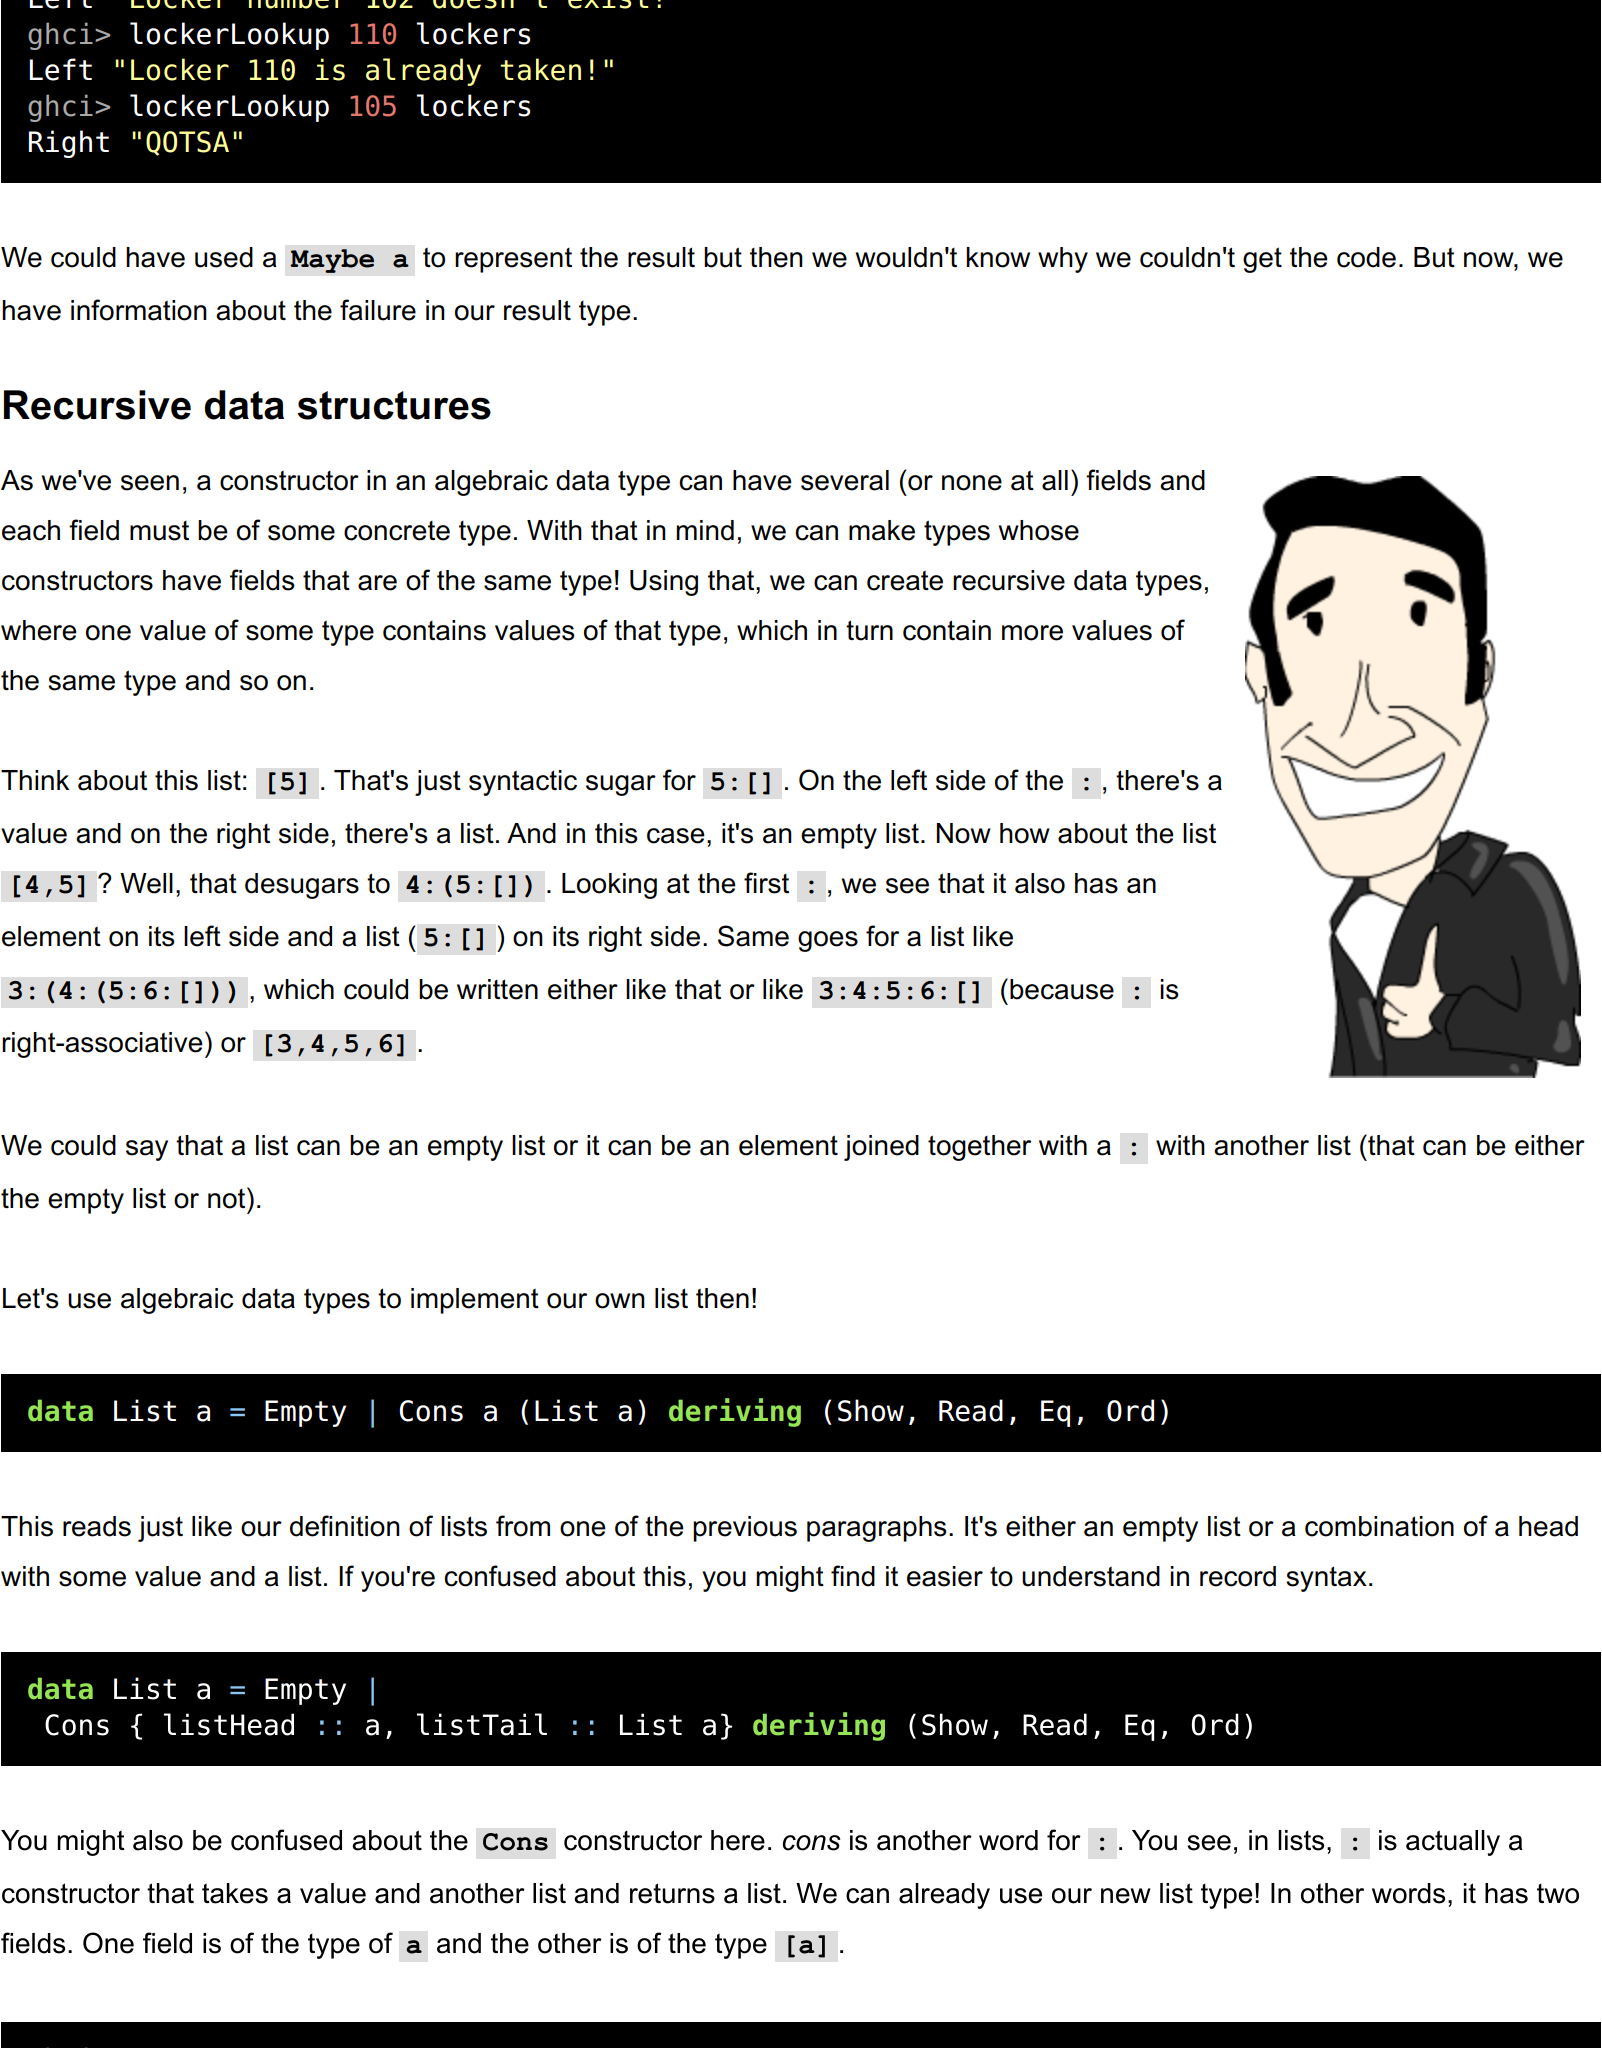 Left "Locker number 102 doesn't exist!"
ghci> lockerLookup 110 lockers
Left "Locker 110 is already taken!"
ghci> lockerLookup 105 lockers
Right "QOTSA"
We could have used a Maybe a to represent the result but then we wouldn't know why we couldn't get the code. But now, we
have information about the failure in our result type.
Recursive data structures
As we've seen, a constructor in an algebraic data type can have several (or none at all) fields and
each field must be of some concrete type. With that in mind, we can make types whose
constructors have fields that are of the same type! Using that, we can create recursive data types,
where one value of some type contains values of that type, which in turn contain more values of
the same type and so on.
Think about this list: [5]. That's just syntactic sugar for 5:[]. On the left side of the :, there's a
value and on the right side, there's a list. And in this case, it's an empty list. Now how about the list
[4,5]? Well, that desugars to 4:(5:[]). Looking at the first :, we see that it also has an
element on its left side and a list (5:[]) on its right side. Same goes for a list like
3:(4:(5:6:[])), which could be written either like that or like 3:4:5:6:[] (because : is
right-associative) or [3,4,5,6].
We could say that a list can be an empty list or it can be an element joined together with a : with another list (that can be either
the empty list or not).
Let's use algebraic data types to implement our own list then!
data List a = Empty | Cons a (List a) deriving (Show, Read, Eq, Ord)
This reads just like our definition of lists from one of the previous paragraphs. It's either an empty list or a combination of a head
with some value and a list. If you're confused about this, you might find it easier to understand in record syntax.
data List a = Empty |
Cons { listHead :: a, listTail :: List a} deriving (Show, Read, Eq, Ord)
You might also be confused about the Cons constructor here. cons is another word for :. You see, in lists, : is actually a
constructor that takes a value and another list and returns a list. We can already use our new list type! In other words, it has two
fields. One field is of the type of a and the other is of the type [a].